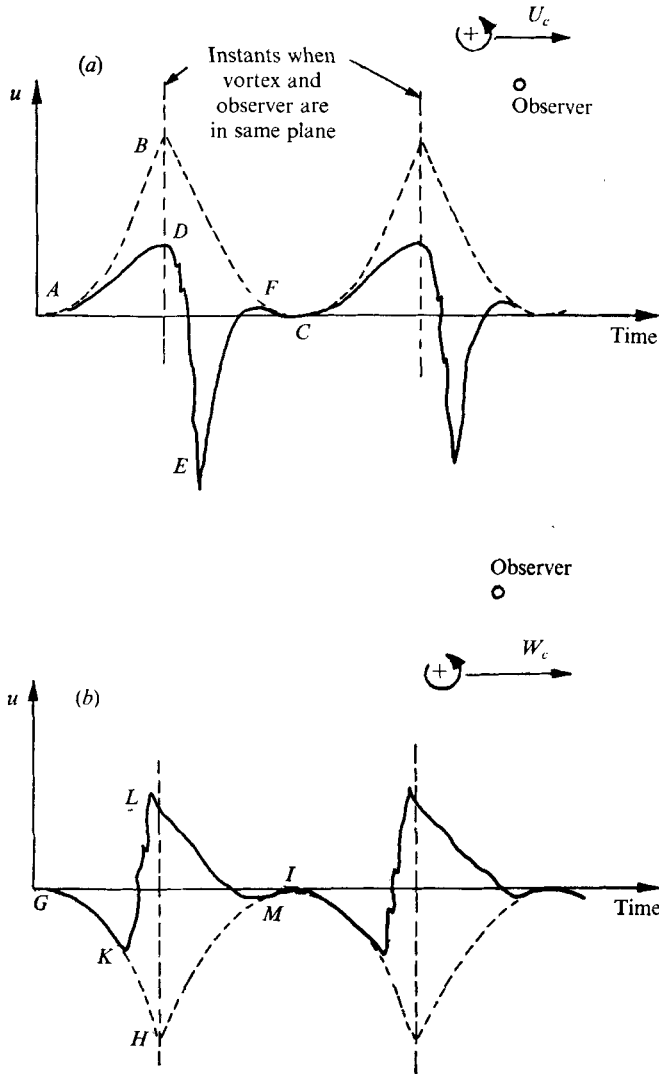 (a)
Instants when
vortex and
observer are
in same plane
+
U_c
Observer
u
B
D
A
F
C
Time
E
Observer
W_c
+
u
(b)
L
I
G
M
Time
K
H